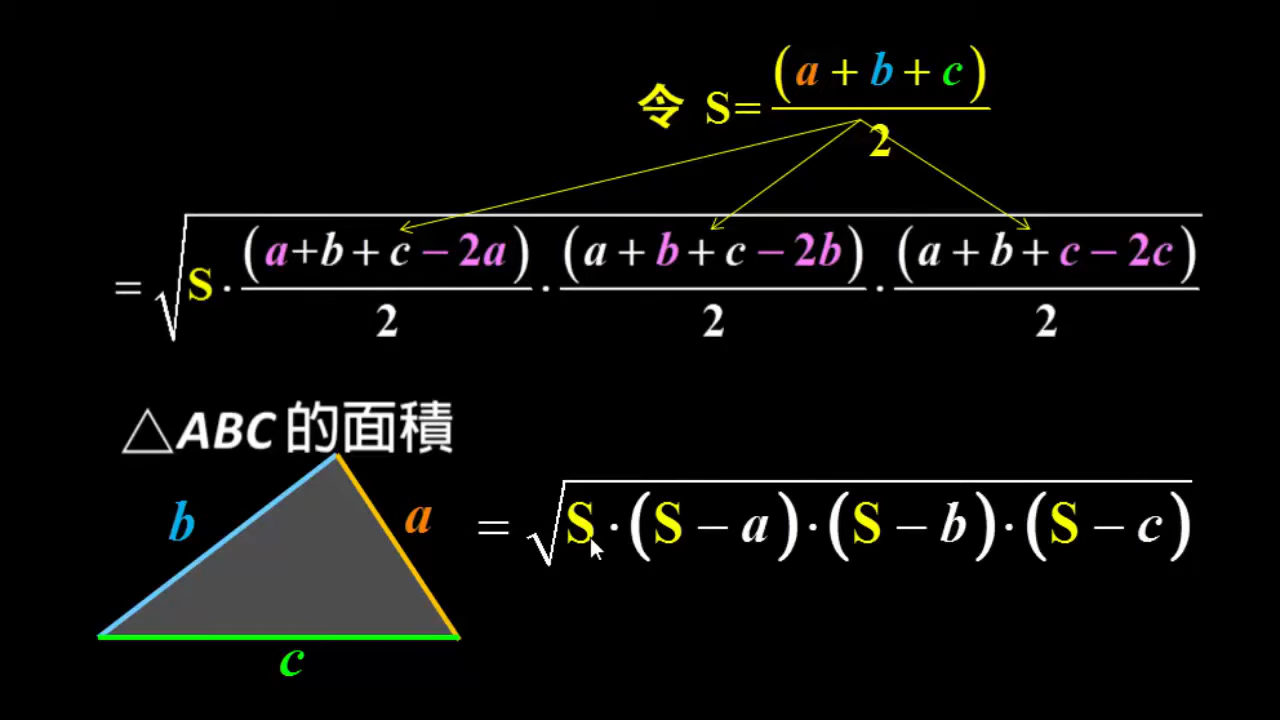 令 S= (a + b + c) / 2
= √ S · (a+b+c − 2a) / 2 · (a + b + c − 2b) / 2 · (a + b + c − 2c) / 2
△ABC 的面積
b
a
= √ S · (S − a) · (S − b) · (S − c)
c